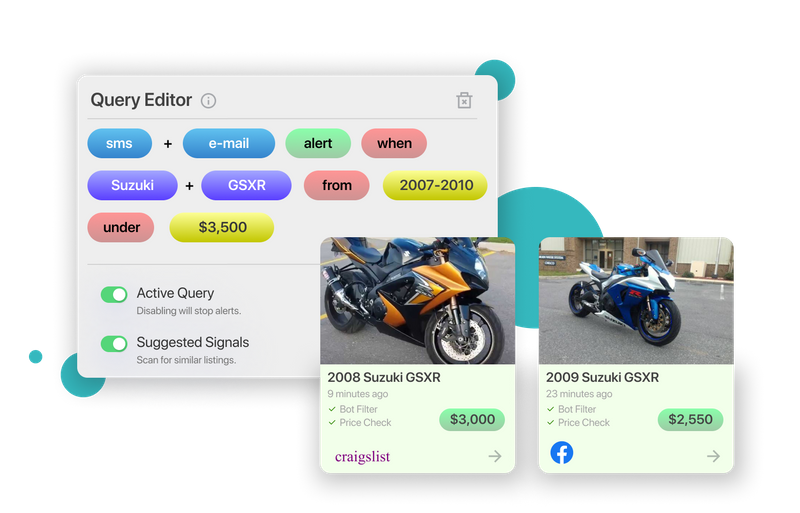 Query Editor
sms + e-mail alert when
Suzuki + GSXR from 2007-2010
under $3,500
Active Query
Disabling will stop alerts.
Suggested Signals
Scan for similar listings.
2008 Suzuki GSXR
9 minutes ago
Bot Filter
Price Check
$3,000
craigslist
2009 Suzuki GSXR
23 minutes ago
Bot Filter
Price Check
$2,550